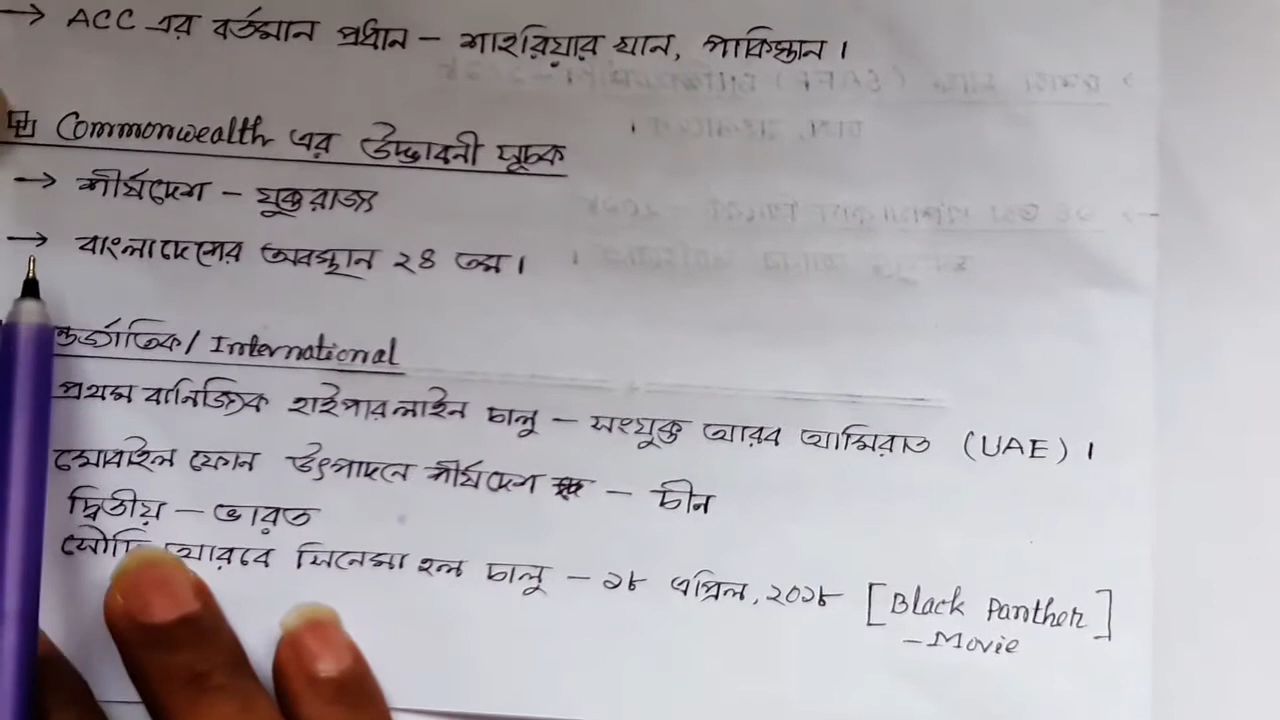 → ACC এর বর্তমান প্রধান - শাহরিয়ার খান, পাকিস্তান।
Commonwealth এর উদ্ভাবনী সূচক
→ শীর্ষদেশ - যুক্তরাজ্য
→ বাংলাদেশের অবস্থান ২৪ তম।
ন্তর্জাতিক / International
প্রথম বানিজ্যিক হাইপারলাইন চালু - সংযুক্ত আরব আমিরাত (UAE)।
মোবাইল ফোন উৎপাদনে শীর্ষদেশ - চীন
দ্বিতীয় - ভারত
সৌদি আরবে সিনেমা হল চালু - ১৮ এপ্রিল, ২০১৮ [Black Panther]
- Movie